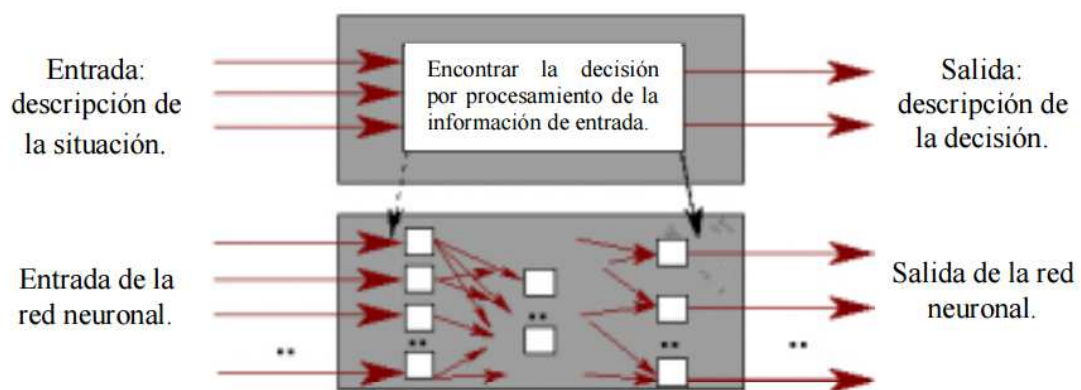 Entrada:
descripción de
la situación.
Encontrar la decisión
por procesamiento de la
información de entrada.
Salida:
descripción de
la decisión.
Entrada de la
red neuronal.
Salida de la red
neuronal.